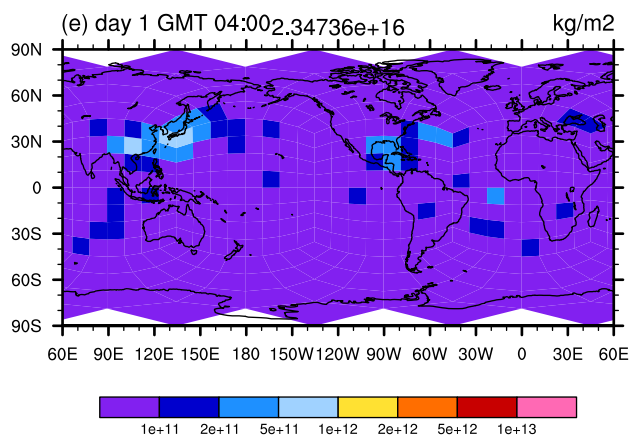 (e) day 1 GMT 04:00 2.34736e+16 kg/m2
90N
60N
30N
0
30S
60S
90S
60E 90E 120E 150E 180 150W 120W 90W 60W 30W 0 30E 60E
1e+11 2e+11 5e+11 1e+12 2e+12 5e+12 1e+13